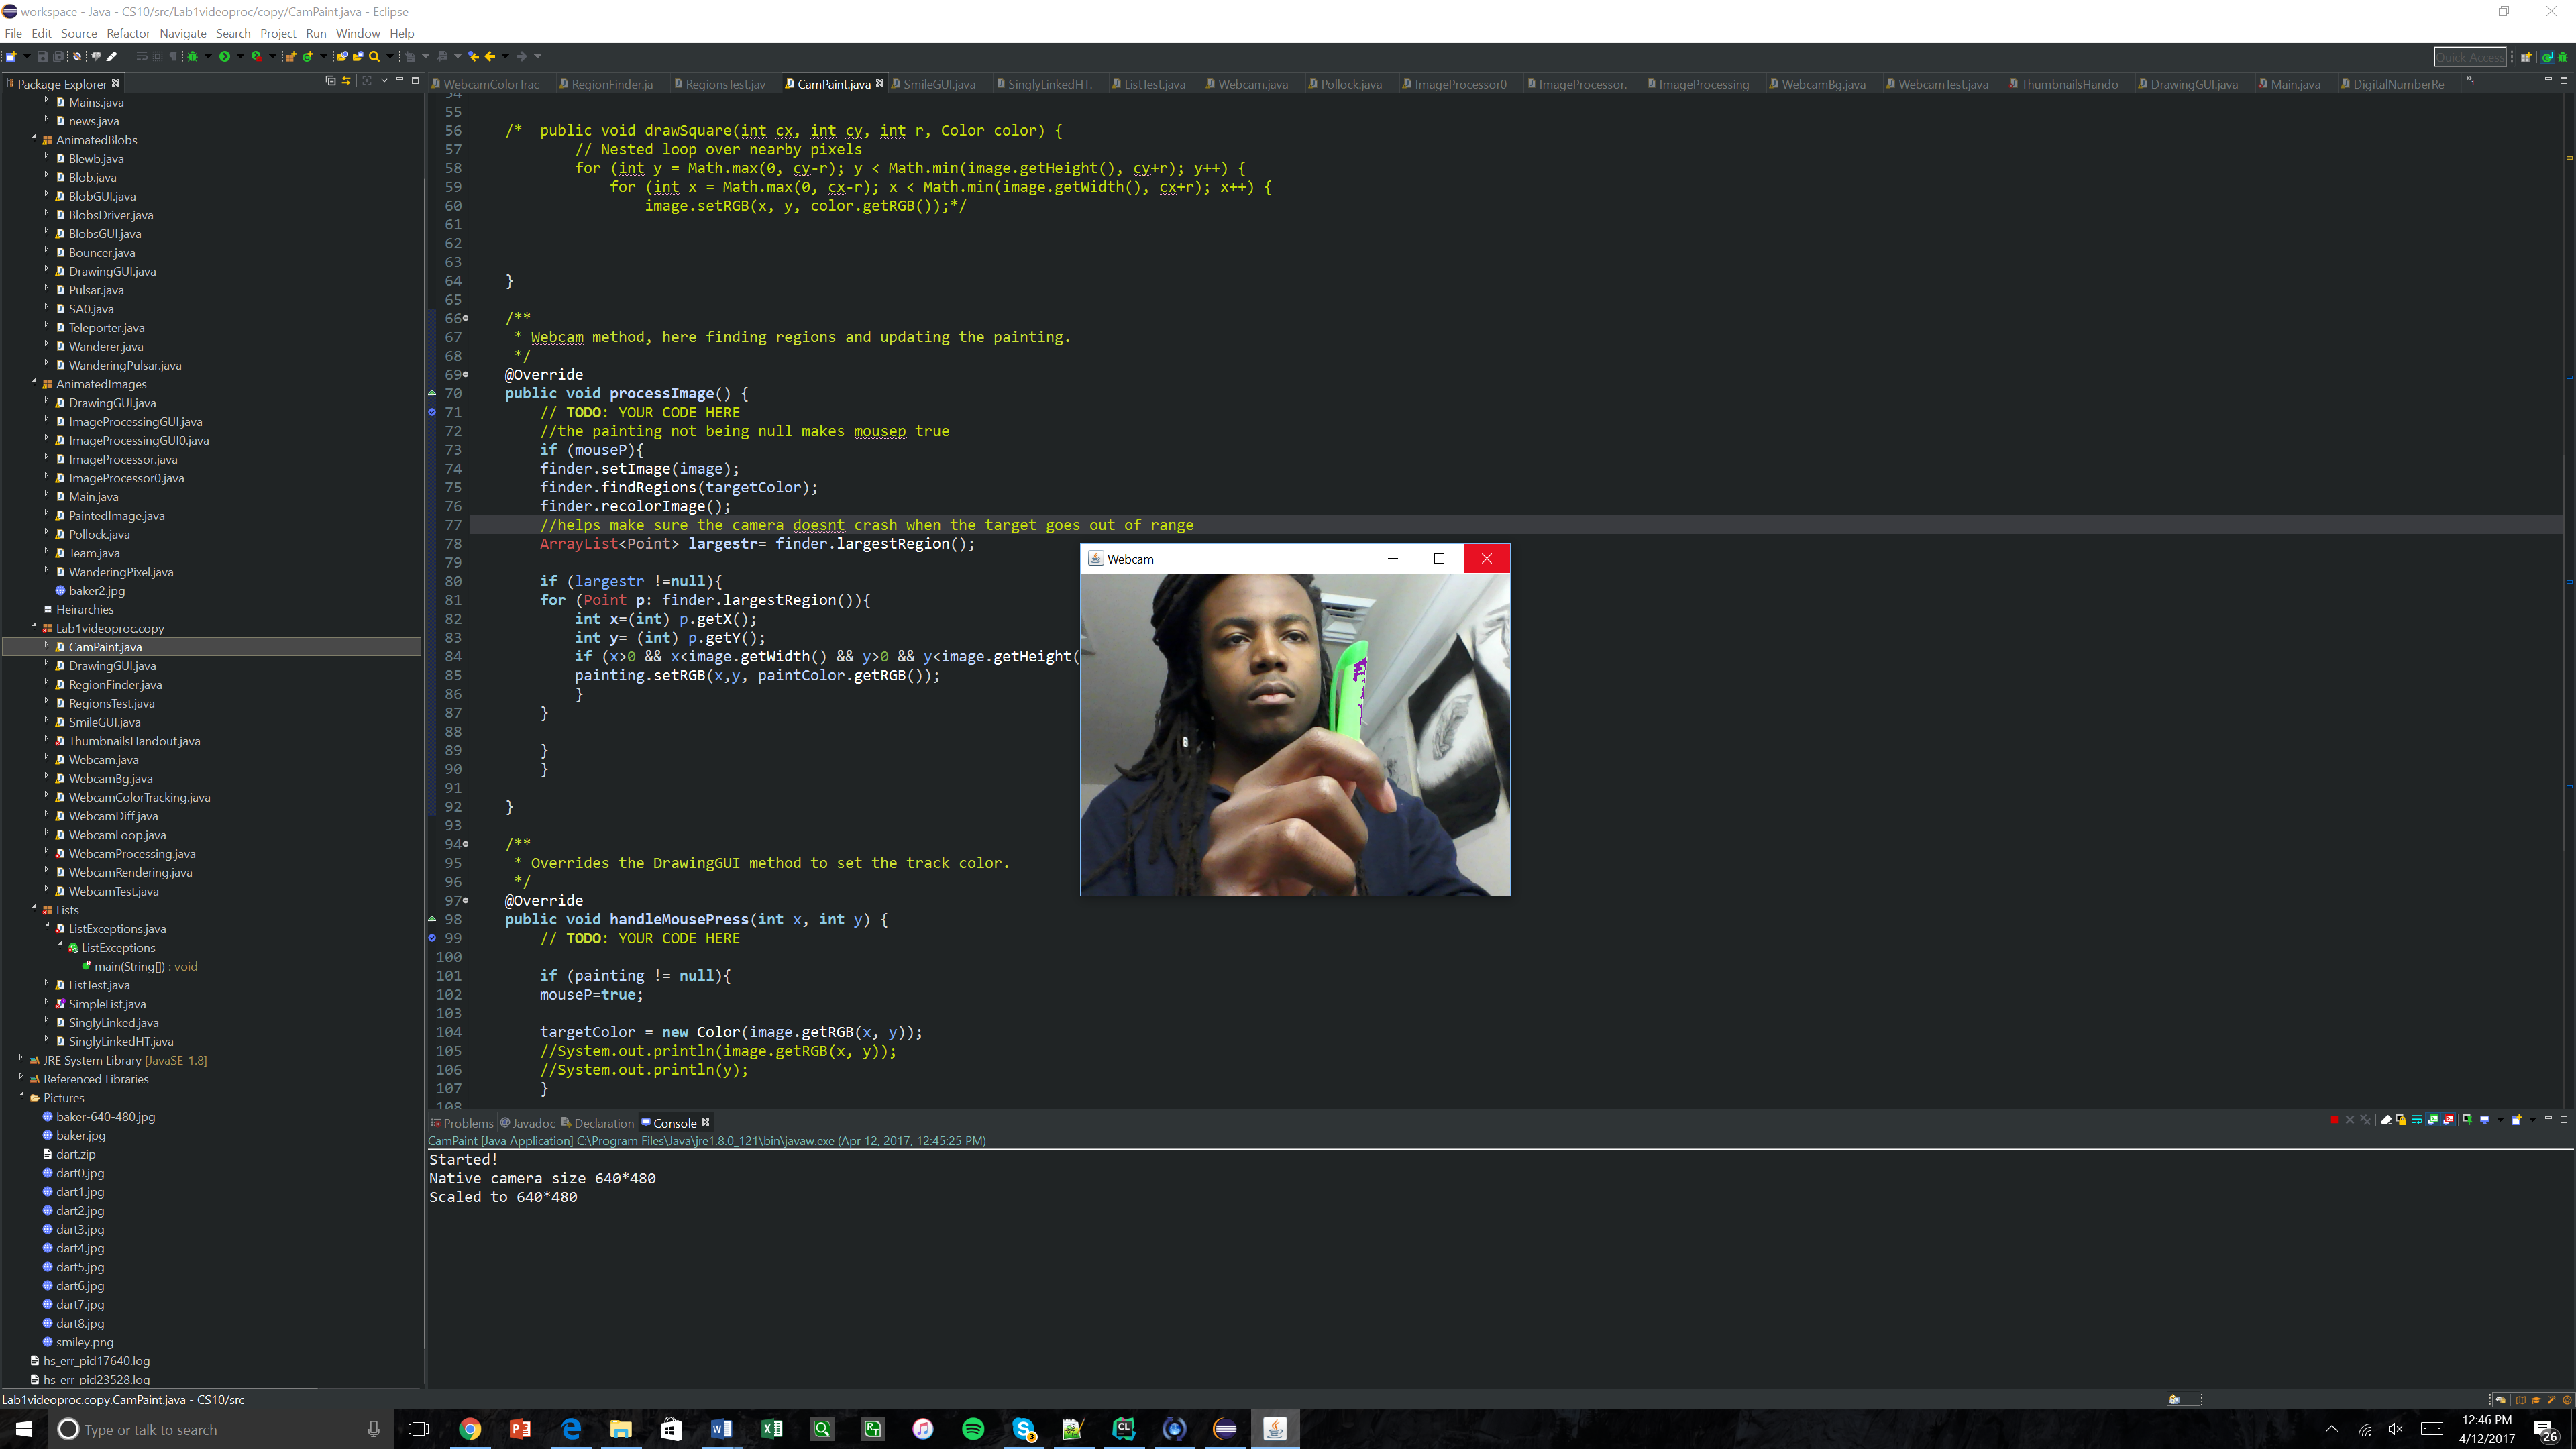 workspace - Java - CS10/src/Lab1videoproc/copy/CamPaint.java - Eclipse
File Edit Source Refactor Navigate Search Project Run Window Help
Quick Access
Package Explorer
WebcamColorTrac RegionFinder.ja RegionsTest.jav CamPaint.java SmileGUI.java SinglyLinkedHT. ListTest.java Webcam.java Pollock.java ImageProcessor0 ImageProcessor. ImageProcessing WebcamBg.java WebcamTest.java ThumbnailsHando DrawingGUI.java Main.java DigitalNumberRe
Mains.java
news.java
AnimatedBlobs
Blewb.java
Blob.java
BlobGUI.java
BlobsDriver.java
BlobsGUI.java
Bouncer.java
DrawingGUI.java
Pulsar.java
SA0.java
Teleporter.java
Wanderer.java
WanderingPulsar.java
AnimatedImages
DrawingGUI.java
ImageProcessingGUI.java
ImageProcessingGUI0.java
ImageProcessor.java
ImageProcessor0.java
Main.java
PaintedImage.java
Pollock.java
Team.java
WanderingPixel.java
baker2.jpg
Heirarchies
Lab1videoproc.copy
CamPaint.java
DrawingGUI.java
RegionFinder.java
RegionsTest.java
SmileGUI.java
ThumbnailsHandout.java
Webcam.java
WebcamBg.java
WebcamColorTracking.java
WebcamDiff.java
WebcamLoop.java
WebcamProcessing.java
WebcamRendering.java
WebcamTest.java
Lists
ListExceptions.java
ListExceptions
main(String[]) : void
ListTest.java
SimpleList.java
SinglyLinked.java
SinglyLinkedHT.java
JRE System Library [JavaSE-1.8]
Referenced Libraries
Pictures
baker-640-480.jpg
baker.jpg
dart.zip
dart0.jpg
dart1.jpg
dart2.jpg
dart3.jpg
dart4.jpg
dart5.jpg
dart6.jpg
dart7.jpg
dart8.jpg
smiley.png
hs_err_pid17640.log
hs_err_pid23528.log
54
55
56 /* public void drawSquare(int cx, int cy, int r, Color color) {
57 // Nested loop over nearby pixels
58 for (int y = Math.max(0, cy-r); y < Math.min(image.getHeight(), cy+r); y++) {
59 for (int x = Math.max(0, cx-r); x < Math.min(image.getWidth(), cx+r); x++) {
60 image.setRGB(x, y, color.getRGB());*/
61
62
63
64 }
65
66 /**
67 * Webcam method, here finding regions and updating the painting.
68 */
69 @Override
70 public void processImage() {
71 // TODO: YOUR CODE HERE
72 //the painting not being null makes mousep true
73 if (mouseP){
74 finder.setImage(image);
75 finder.findRegions(targetColor);
76 finder.recolorImage();
77 //helps make sure the camera doesnt crash when the target goes out of range
78 ArrayList<Point> largestr= finder.largestRegion();
79
80 if (largestr !=null){
81 for (Point p: finder.largestRegion()){
82 int x=(int) p.getX();
83 int y= (int) p.getY();
84 if (x>0 && x<image.getWidth() && y>0 && y<image.getHeight(
85 painting.setRGB(x,y, paintColor.getRGB());
86 }
87 }
88
89 }
90 }
91
92 }
93
94 /**
95 * Overrides the DrawingGUI method to set the track color.
96 */
97 @Override
98 public void handleMousePress(int x, int y) {
99 // TODO: YOUR CODE HERE
100
101 if (painting != null){
102 mouseP=true;
103
104 targetColor = new Color(image.getRGB(x, y));
105 //System.out.println(image.getRGB(x, y));
106 //System.out.println(y);
107 }
108
Webcam
Problems @ Javadoc Declaration Console
CamPaint [Java Application] C:\Program Files\Java\jre1.8.0_121\bin\javaw.exe (Apr 12, 2017, 12:45:25 PM)
Started!
Native camera size 640*480
Scaled to 640*480
Lab1videoproc.copy.CamPaint.java - CS10/src
Type or talk to search
12:46 PM
4/12/2017
26